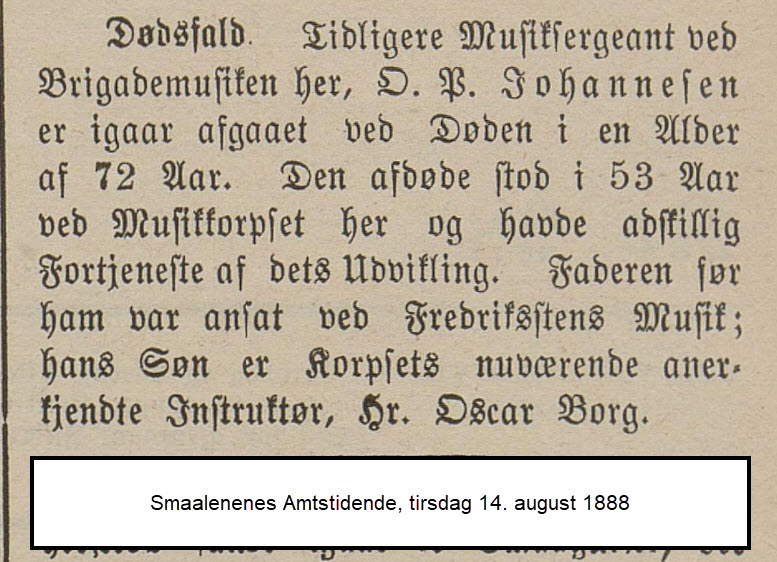 Dødsfald. Tidligere Musiksergeant ved
Brigademusiken her, O. P. Johannesen
er igaar afgaaet ved Døden i en Alder
af 72 Aar. Den afdøde stod i 53 Aar
ved Musikkorpset her og havde adskillig
Fortjeneste af dets Udvikling. Faderen før
ham var ansat ved Fredriksstens Musik;
hans Søn er Korpsets nuværende aner-
kjendte Instruktør, Hr. Oscar Borg.
Smaalenenes Amtstidende, tirsdag 14. august 1888